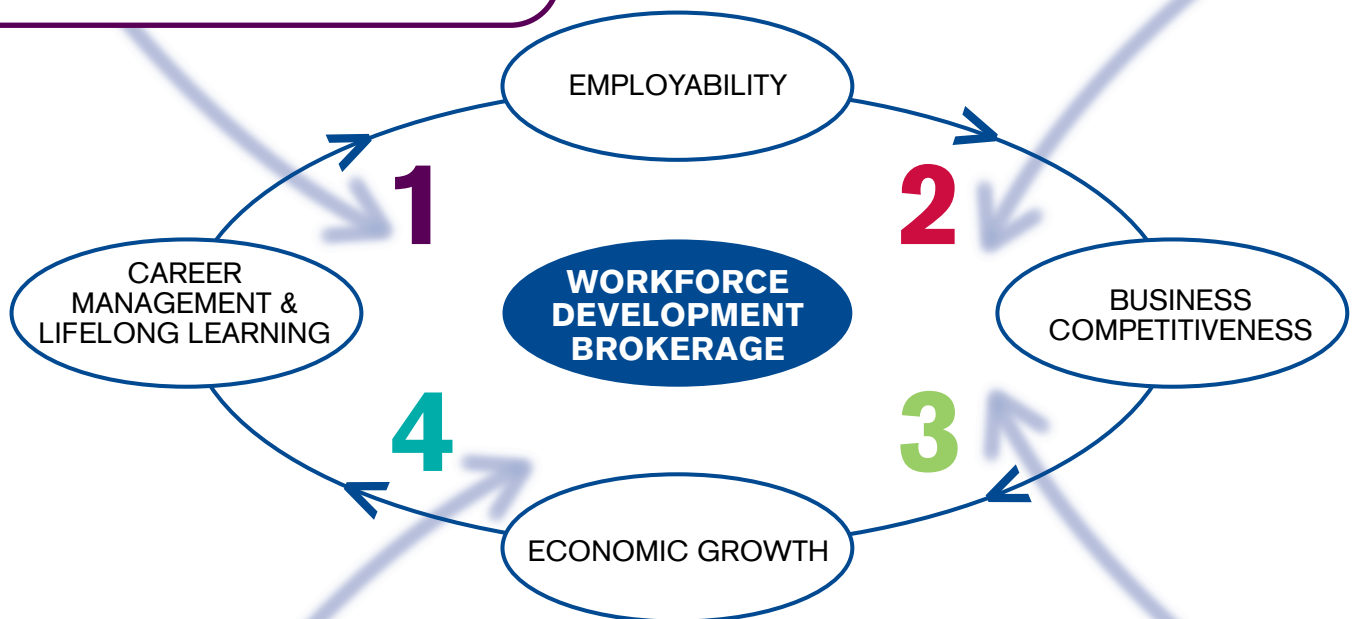 EMPLOYABILITY
1
2
CAREER
MANAGEMENT &
LIFELONG LEARNING
WORKFORCE
DEVELOPMENT
BROKERAGE
BUSINESS
COMPETITIVENESS
4
3
ECONOMIC GROWTH